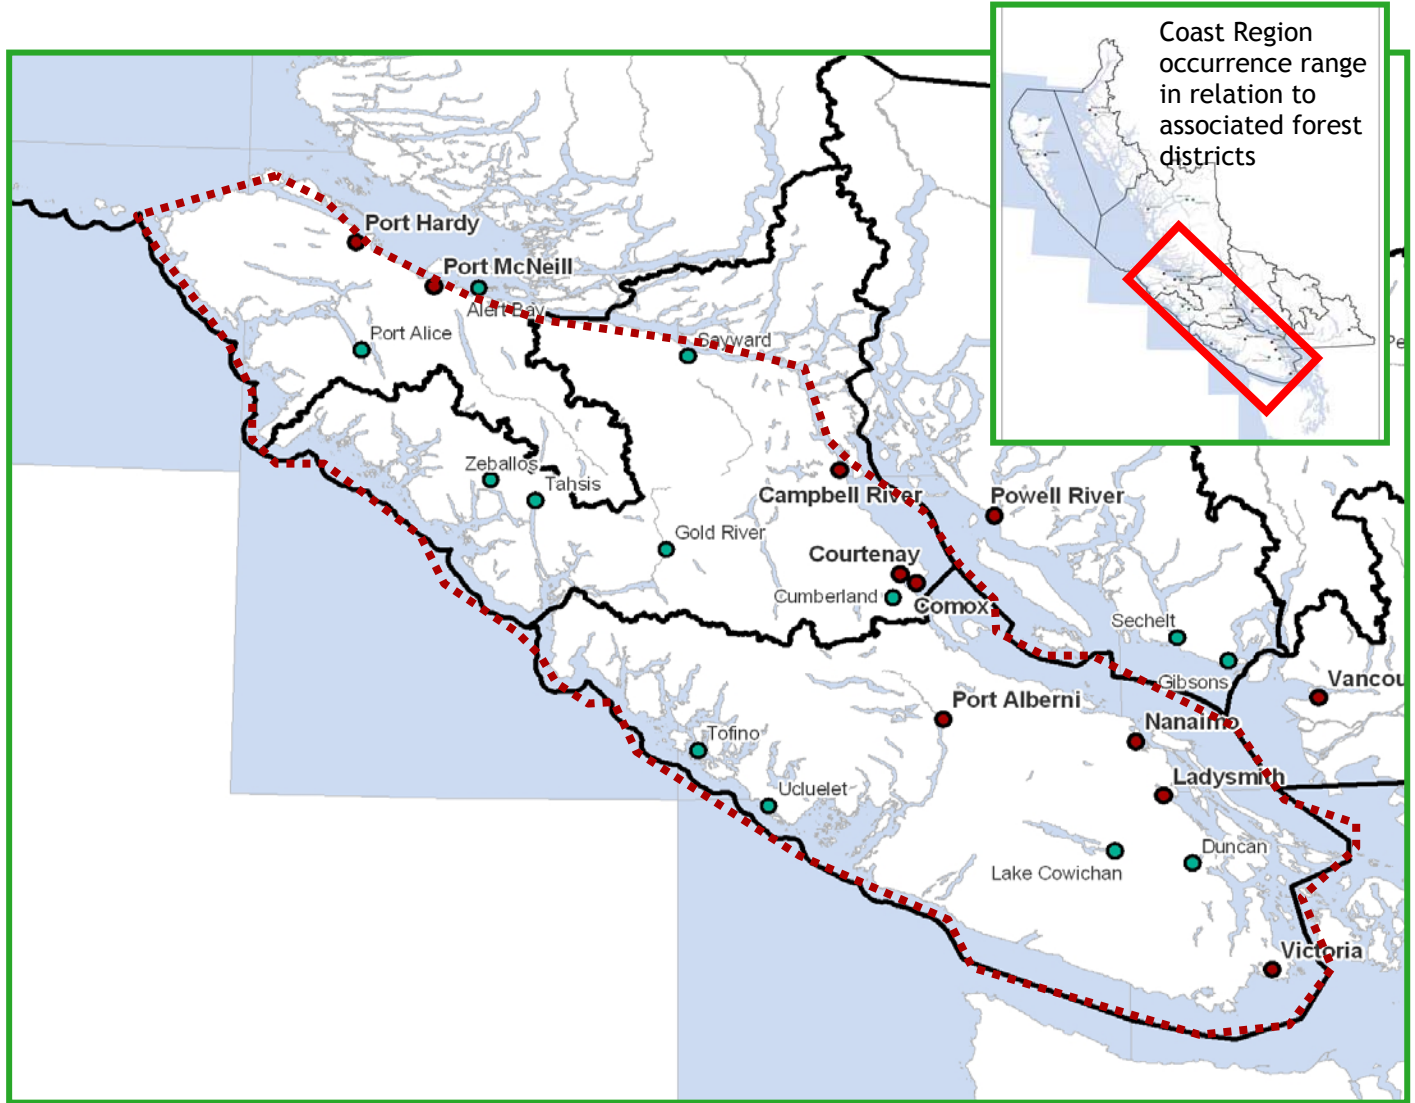 Coast Region
occurrence range
in relation to
associated forest
districts
Port Hardy
Port McNeill
Alert Bay
Port Alice
Sayward
Zeballos
Tahsis
Campbell River
Powell River
Gold River
Courtenay
Cumberland
Comox
Sechelt
Gibsons
Vancou
Port Alberni
Nanaimo
Tofino
Ladysmith
Ucluelet
Duncan
Lake Cowichan
Victoria
Pe